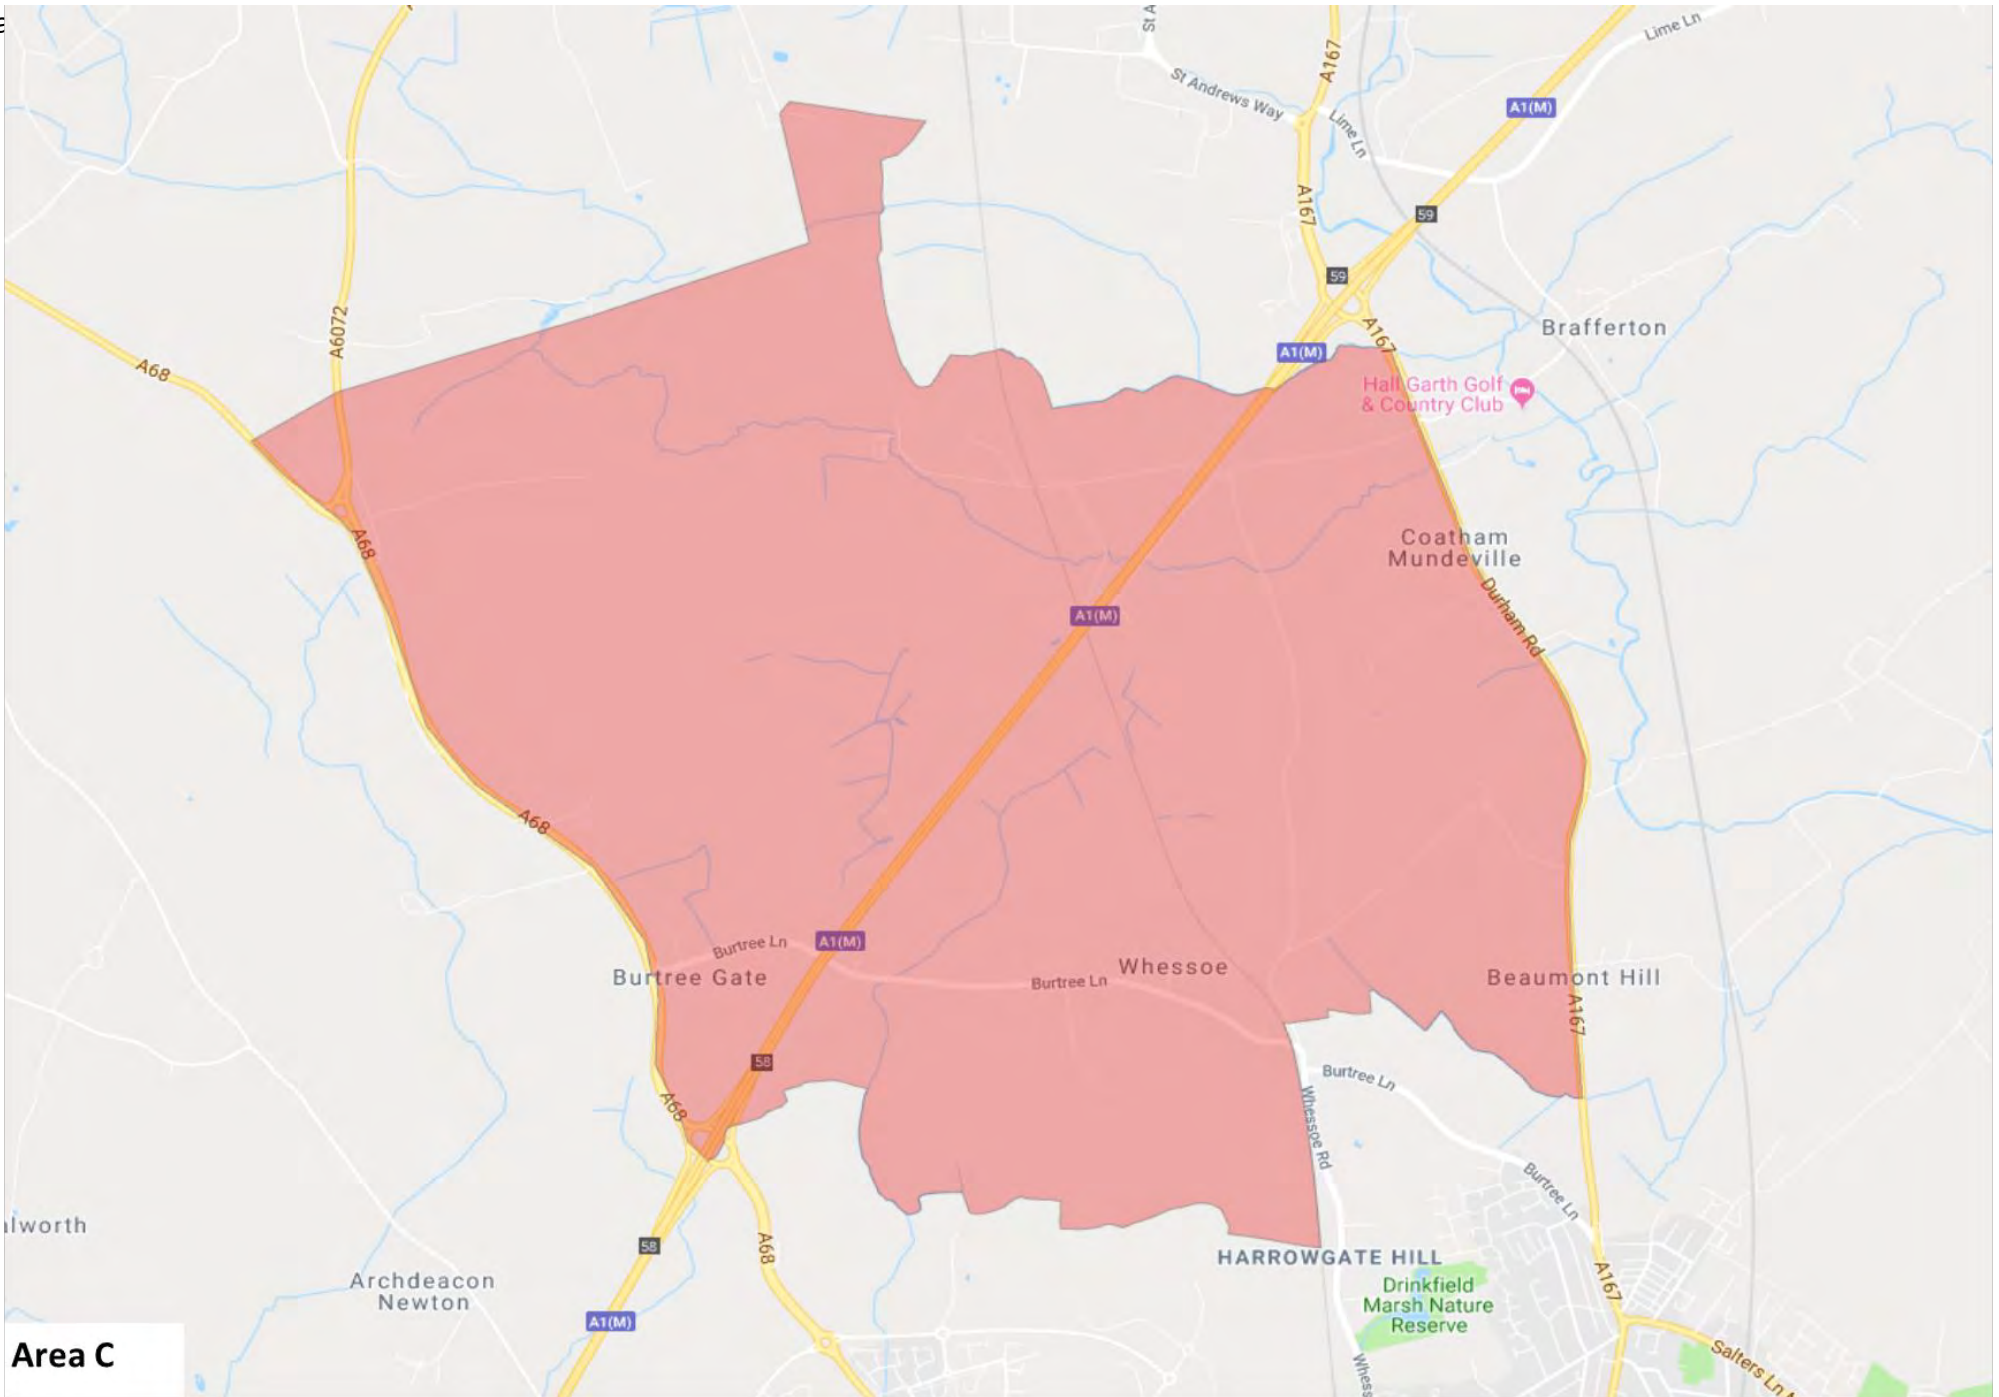 St A
Lime Ln
A167
St Andrews Way
Lime Ln
A1(M)
A167
59
59
A6072
A167
Brafferton
A68
A1(M)
Hall Garth Golf
& Country Club
A68
Coatham
Mundeville
Durham Rd
A1(M)
A68
Burtree Ln
A1(M)
Whessoe
Burtree Gate
Burtree Ln
Beaumont Hill
A167
58
Burtree Ln
A68
Whessoe Rd
Burtree Ln
alworth
58
A68
HARROWGATE HILL
Archdeacon
Newton
A167
Drinkfield
Marsh Nature
Reserve
A1(M)
Area C
Whess
Salters Ln